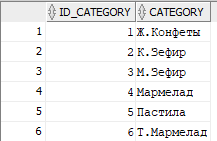 ID_CATEGORY CATEGORY
1 1 Ж.Конфеты
2 2 К.Зефир
3 3 М.Зефир
4 4 Мармелад
5 5 Пастила
6 6 Т.Мармелад